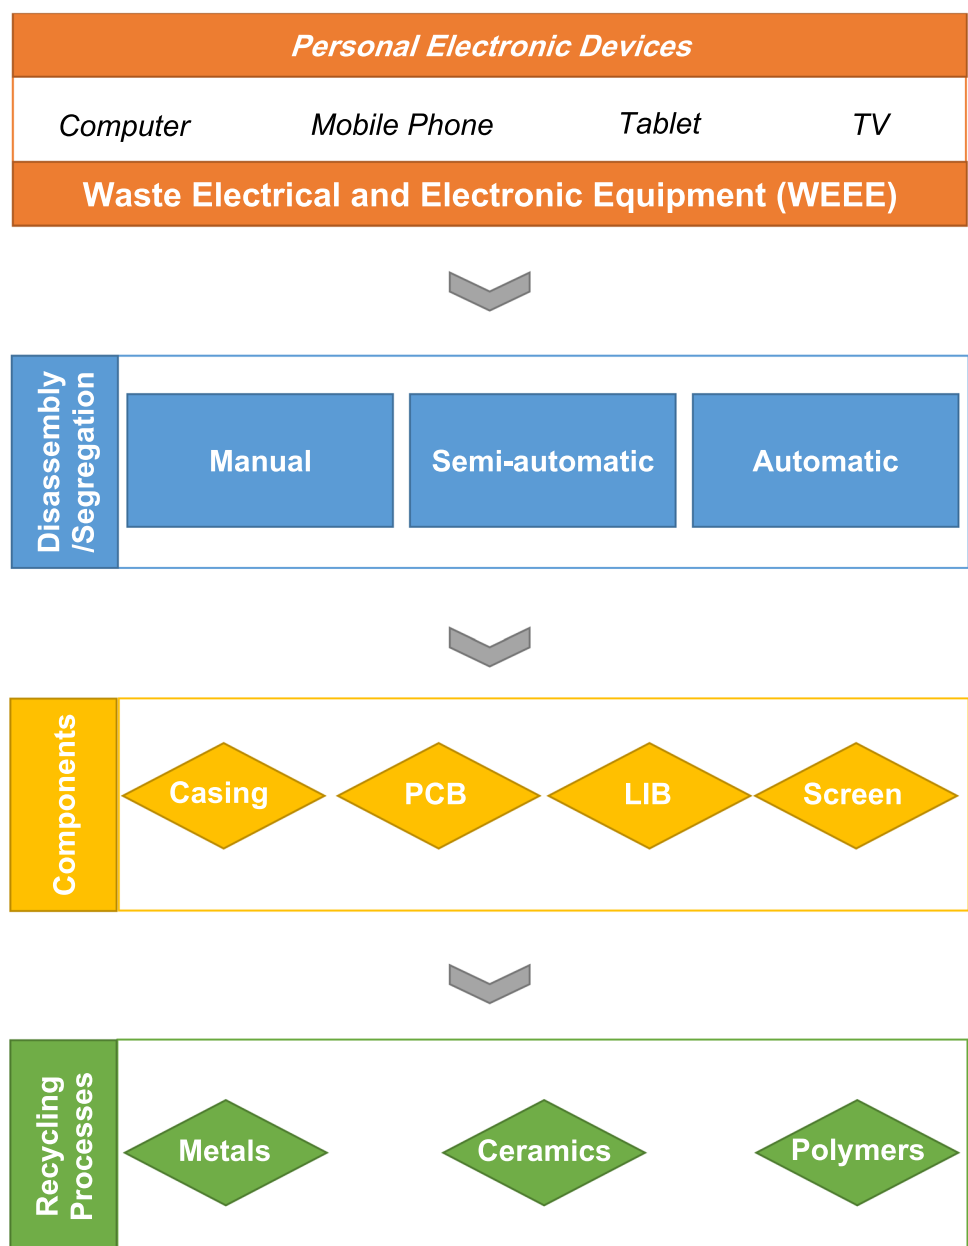 Personal Electronic Devices
Computer Mobile Phone Tablet TV
Waste Electrical and Electronic Equipment (WEEE)
Disassembly
/Segregation
Manual Semi-automatic Automatic
Components
Casing PCB LIB Screen
Recycling
Processes
Metals Ceramics Polymers